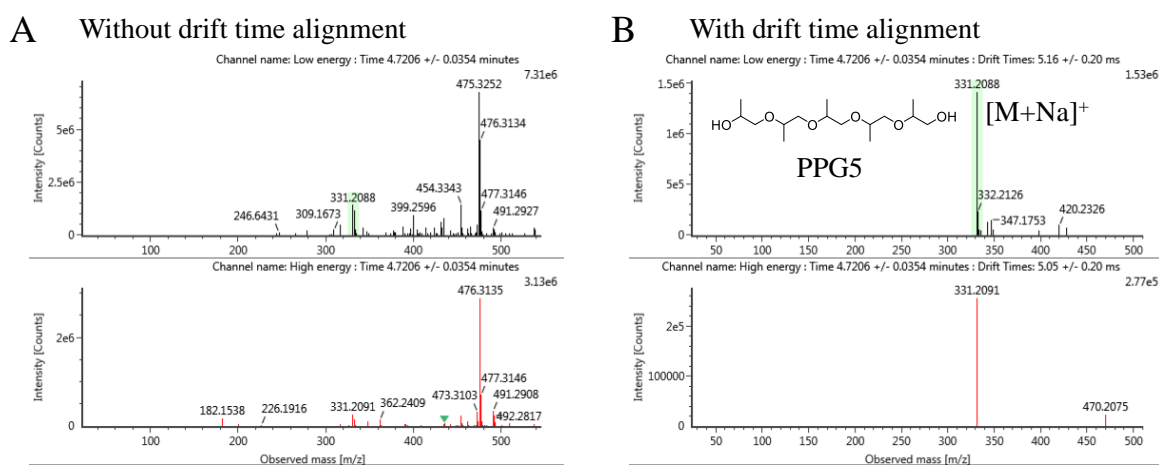 A Without drift time alignment
Channel name: Low energy : Time 4.7206 +/- 0.0354 minutes
7.31e6
475.3252
476.3134
5e6
454.3343
477.3146
2.5e6
331.2088
399.2596
491.2927
246.6431
309.1673
0
100 200 300 400 500
Intensity [Counts]
Channel name: High energy : Time 4.7206 +/- 0.0354 minutes
3.13e6
476.3135
2e6
477.3146
473.3103
491.2908
182.1538
226.1916
331.2091
362.2409
492.2817
0
100 200 300 400 500
Intensity [Counts]
Observed mass [m/z]
B With drift time alignment
Channel name: Low energy : Time 4.7206 +/- 0.0354 minutes : Drift Times: 5.16 +/- 0.20 ms
1.53e6
1.5e6
331.2088
[M+Na]+
HO
O
O
O
O
OH
1e6
PPG5
5e5
332.2126
347.1753
420.2326
0
50 100 150 200 250 300 350 400 450 500
Intensity [Counts]
Channel name: High energy : Time 4.7206 +/- 0.0354 minutes : Drift Times: 5.05 +/- 0.20 ms
2.77e5
331.2091
2e5
100000
470.2075
0
50 100 150 200 250 300 350 400 450 500
Intensity [Counts]
Observed mass [m/z]